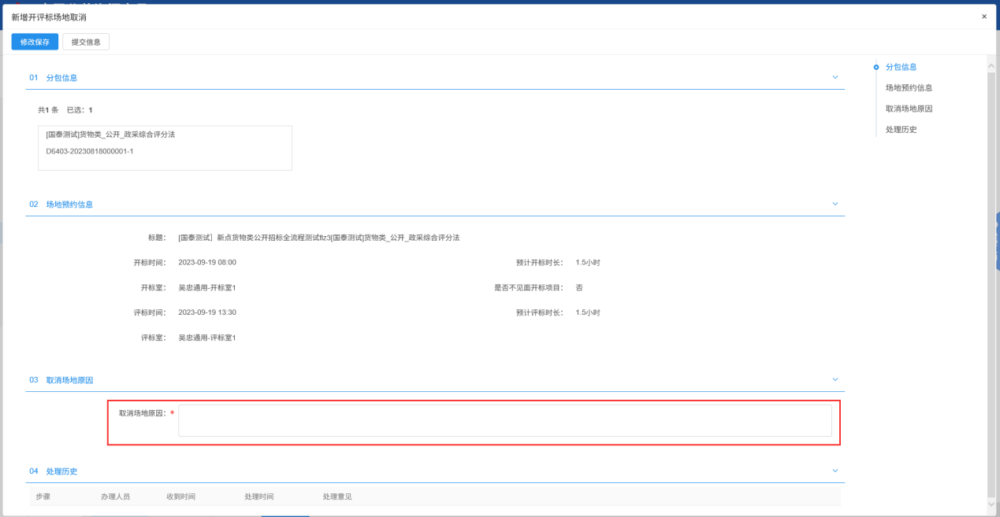 新增开评标场地取消
×
修改保存 提交信息
01 分包信息
共1 条 已选：1
[国泰测试]货物类_公开_政采综合评分法
D6403-20230818000001-1
02 场地预约信息
标题： [国泰测试］新点货物类公开招标全流程测试flz3[国泰测试]货物类_公开_政采综合评分法
开标时间： 2023-09-19 08:00 预计开标时长： 1.5小时
开标室： 吴忠通用-开标室1 是否不见面开标项目： 否
评标时间： 2023-09-19 13:30 预计评标时长： 1.5小时
评标室： 吴忠通用-评标室1
03 取消场地原因
取消场地原因：*
04 处理历史
步骤 办理人员 收到时间 处理时间 处理意见
分包信息
场地预约信息
取消场地原因
处理历史